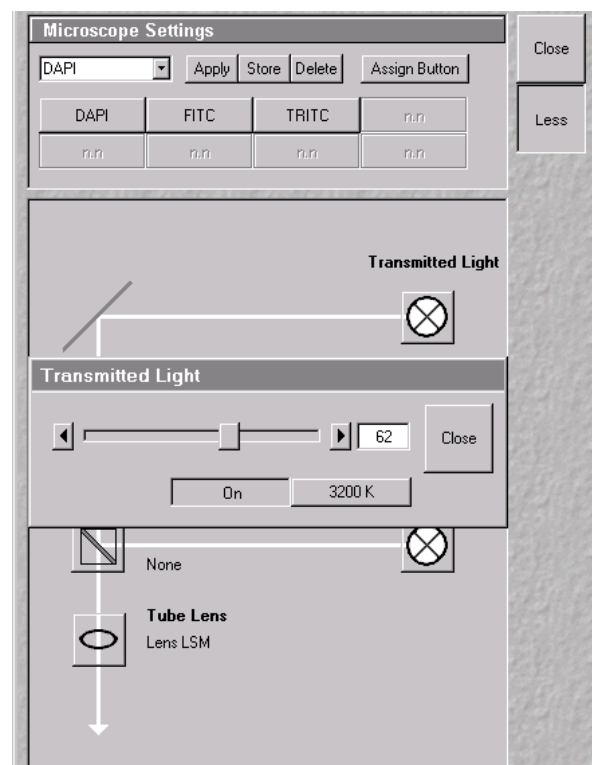 Microscope Settings
Close
DAPI Apply Store Delete Assign Button
DAPI FITC TRITC n.n
Less
n.n n.n n.n n.n
Transmitted Light
Transmitted Light
62 Close
On 3200 K
None
Tube Lens
Lens LSM